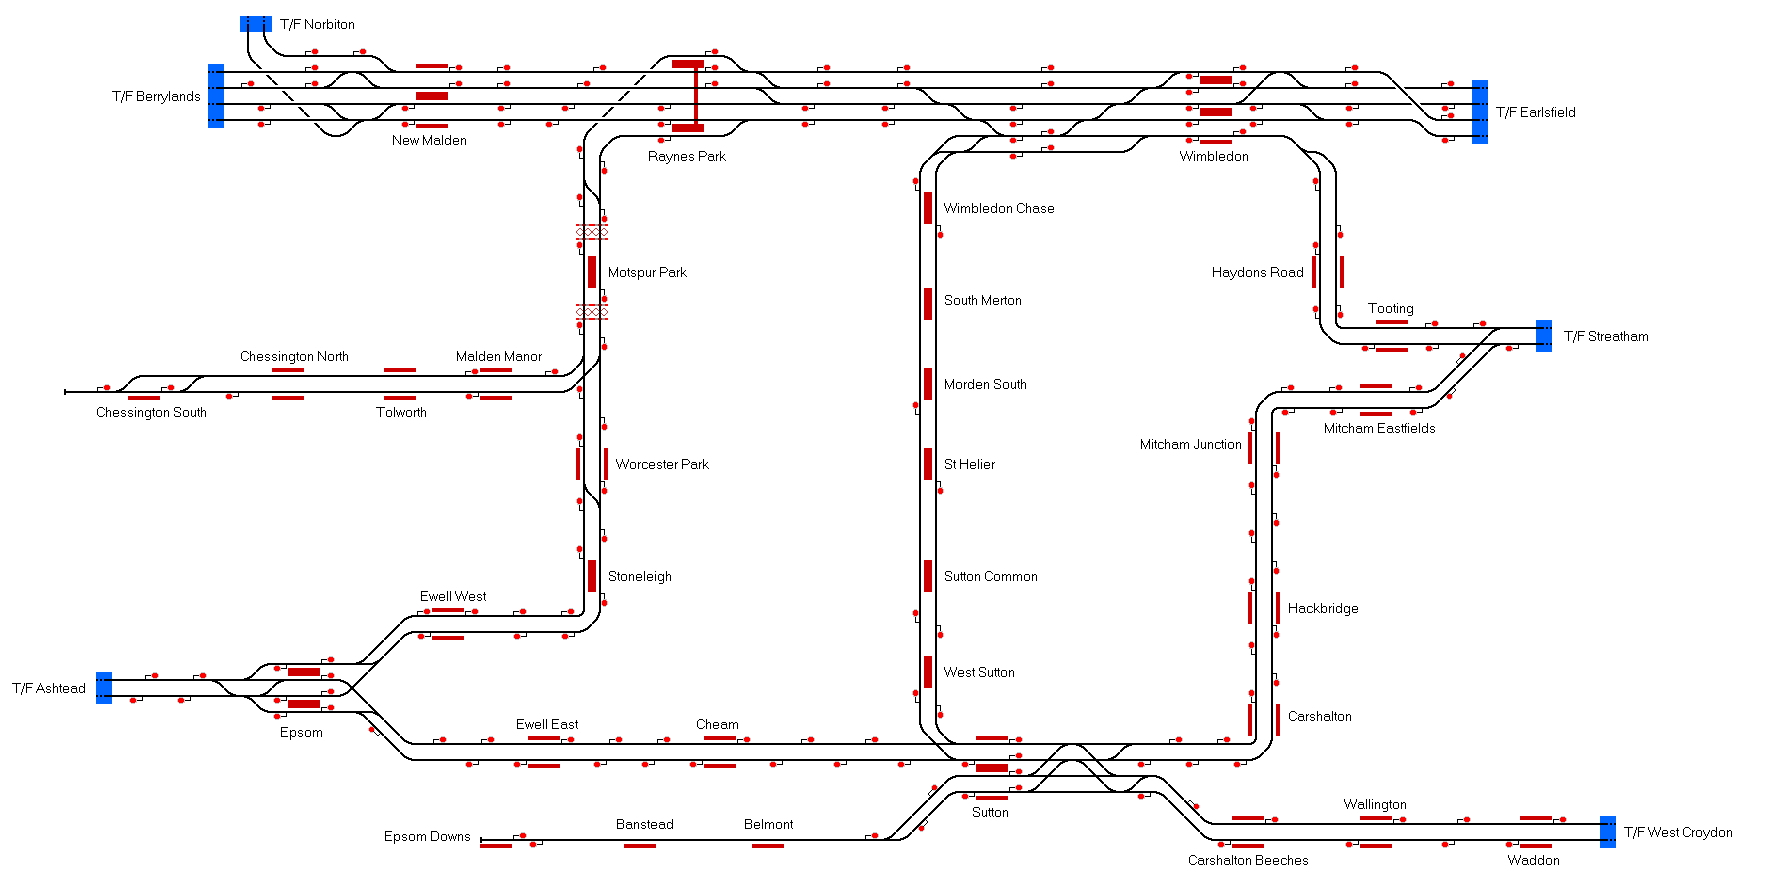 T/F Norbiton
T/F Berrylands
T/F Earlsfield
New Malden
Raynes Park
Wimbledon
Wimbledon Chase
Motspur Park
Haydons Road
South Merton
Tooting
T/F Streatham
Chessington North
Malden Manor
Morden South
Chessington South
Tolworth
Mitcham Eastfields
Mitcham Junction
Worcester Park
St Helier
Stoneleigh
Sutton Common
Ewell West
Hackbridge
West Sutton
T/F Ashtead
Carshalton
Ewell East
Cheam
Epsom
Wallington
Sutton
Banstead
Belmont
Epsom Downs
T/F West Croydon
Carshalton Beeches
Waddon